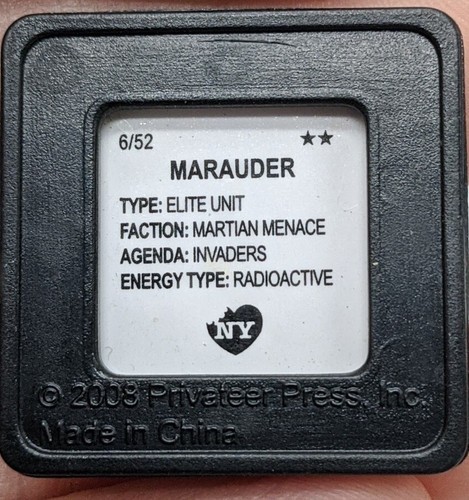 6/52 ★★
MARAUDER
TYPE: ELITE UNIT
FACTION: MARTIAN MENACE
AGENDA: INVADERS
ENERGY TYPE: RADIOACTIVE
NY
© 2008 Privateer Press, Inc.
Made in China